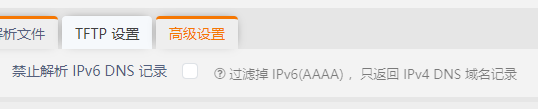 解析文件 TFTP 设置 高级设置
禁止解析 IPv6 DNS 记录 ? 过滤掉 IPv6(AAAA) ，只返回 IPv4 DNS 域名记录